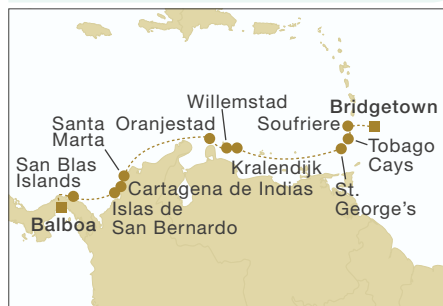 Willemstad
Bridgetown
Santa
Marta
Oranjestad
Soufriere
San Blas
Islands
Tobago
Cays
Kralendijk
Cartagena de Indias
St.
George's
Balboa
Islas de
San Bernardo